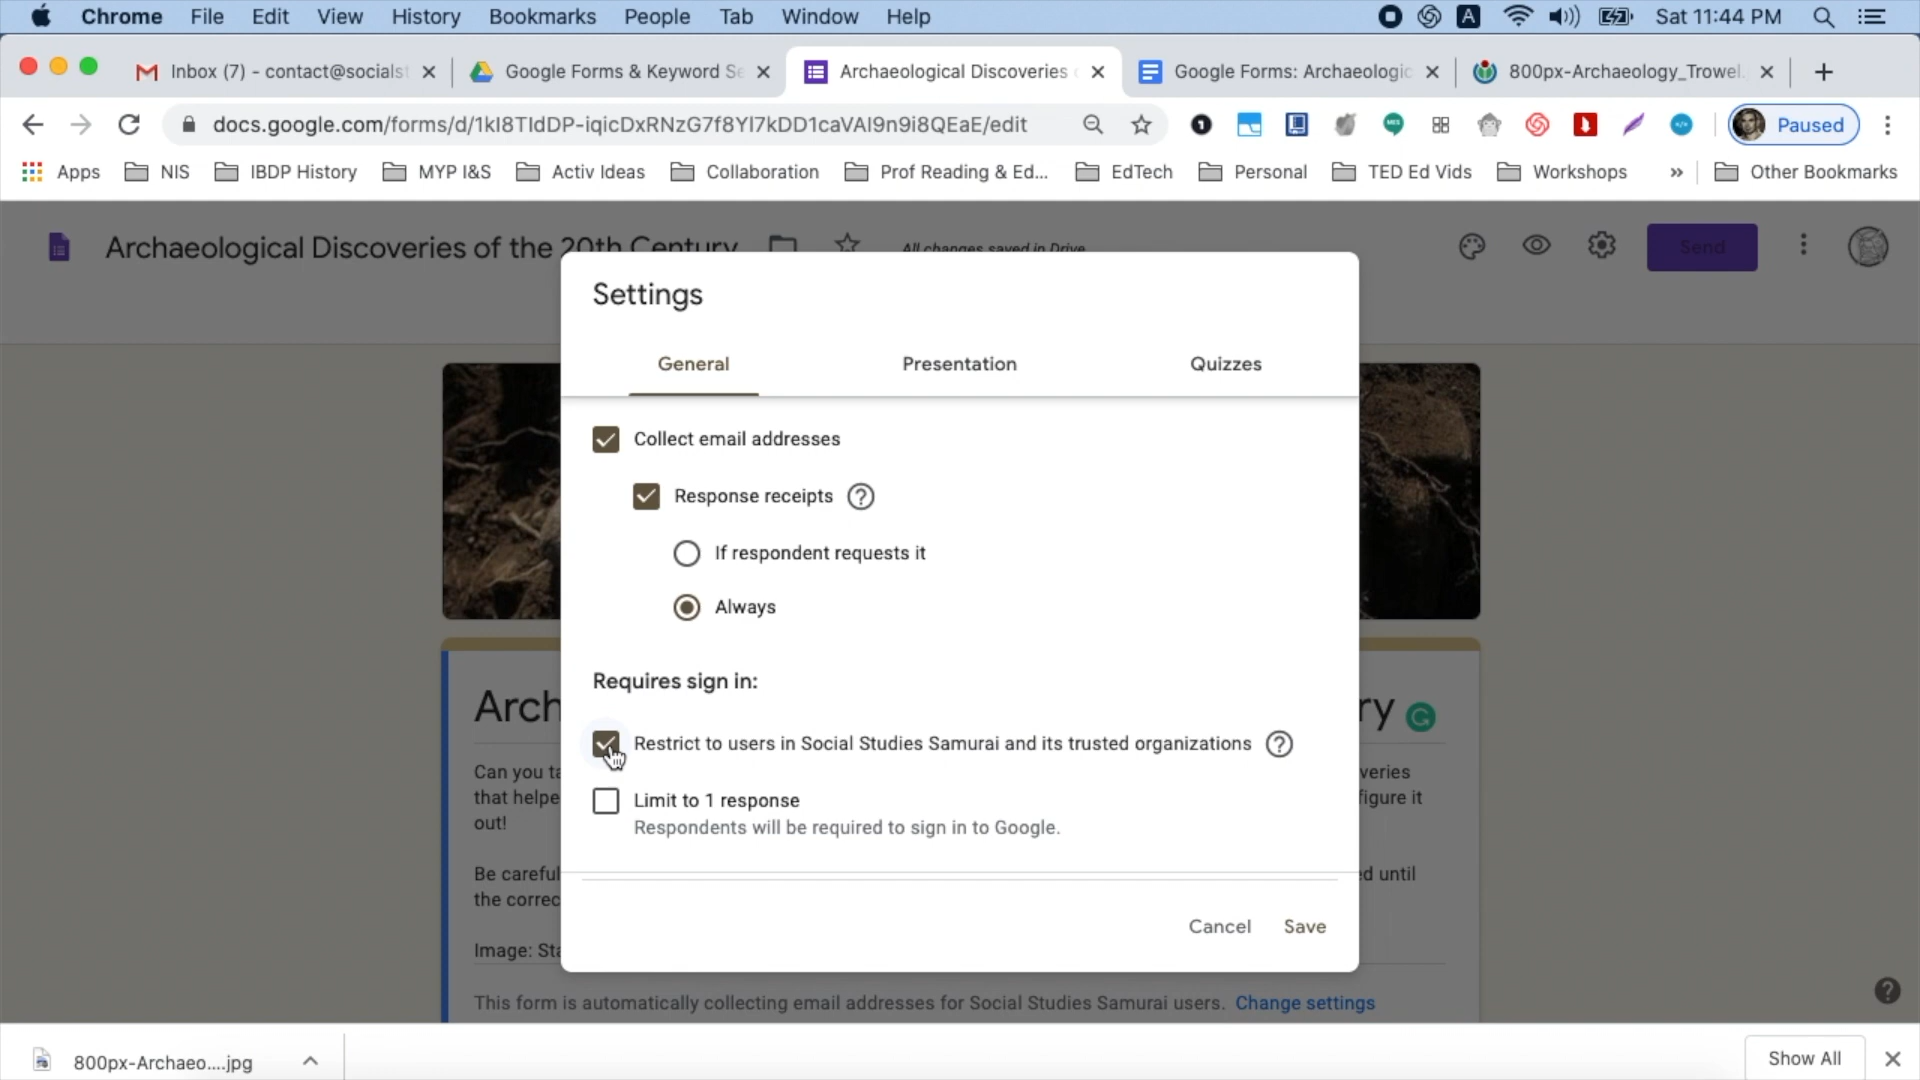 Chrome File Edit View History Bookmarks People Tab Window Help A Sat 11:44 PM
Inbox (7) - contact@socialst Google Forms & Keyword Se Archaeological Discoveries Google Forms: Archaeologic 800px-Archaeology_Trowel.
docs.google.com/forms/d/1kI8TIdDP-iqicDxRNzG7f8Yl7kDD1caVAI9n9i8QEaE/edit Paused
Apps NIS IBDP History MYP I&S Activ Ideas Collaboration Prof Reading & Ed... EdTech Personal TED Ed Vids Workshops » Other Bookmarks
Archaeological Discoveries of the 20th Century All changes saved in Drive Send
Settings
General Presentation Quizzes
Collect email addresses
Response receipts ?
If respondent requests it
Always
Requires sign in:
Restrict to users in Social Studies Samurai and its trusted organizations ?
Limit to 1 response
Respondents will be required to sign in to Google.
Cancel Save
Arch ry
Can you ta veries
that helpe figure it
out!
Be careful ed until
the correc
Image: Sta
This form is automatically collecting email addresses for Social Studies Samurai users. Change settings
800px-Archaeo....jpg Show All